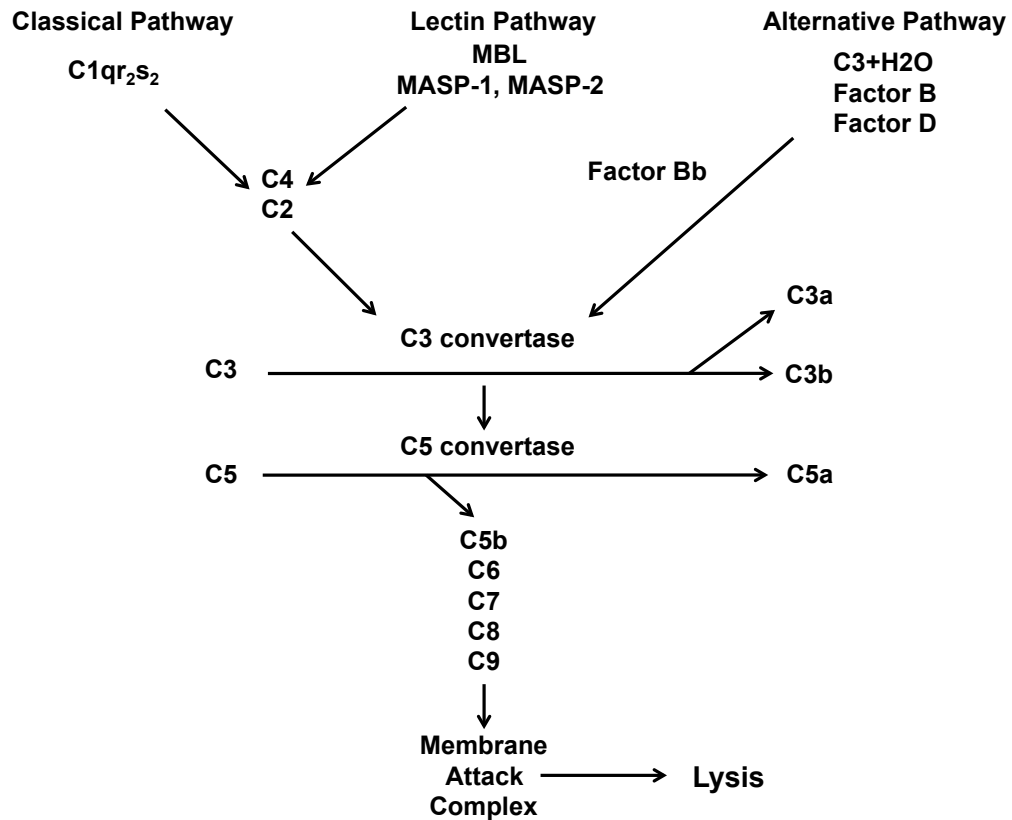 Classical Pathway
C1qr₂s₂
Lectin Pathway
MBL
MASP-1, MASP-2
Alternative Pathway
C3+H2O
Factor B
Factor D
C4
C2
Factor Bb
C3 convertase
C3
C3a
C3b
C5 convertase
C5
C5a
C5b
C6
C7
C8
C9
Membrane
Attack
Complex
Lysis